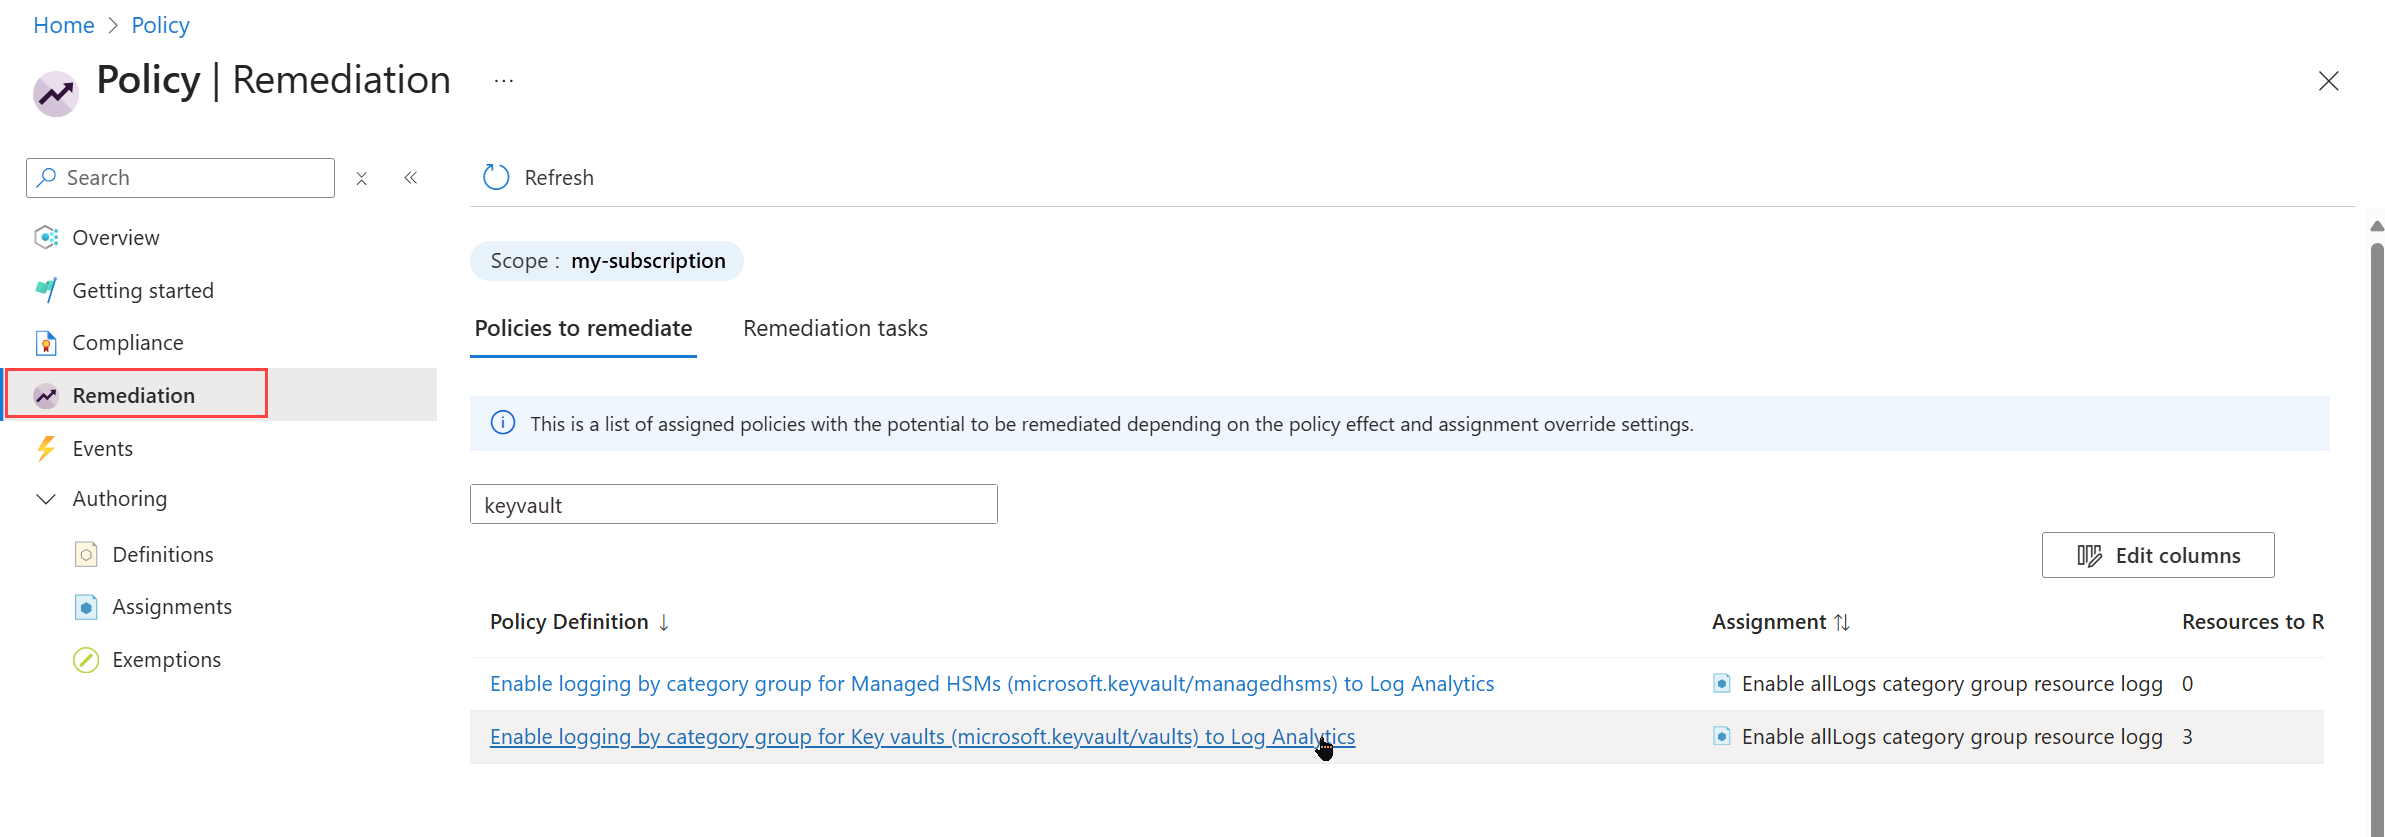 Home > Policy
Policy | Remediation ...
Search
Refresh
Overview
Getting started
Compliance
Remediation
Events
Authoring
Definitions
Assignments
Exemptions
Scope : my-subscription
Policies to remediate Remediation tasks
This is a list of assigned policies with the potential to be remediated depending on the policy effect and assignment override settings.
keyvault
Edit columns
Policy Definition ↓ Assignment ↑↓ Resources to R
Enable logging by category group for Managed HSMs (microsoft.keyvault/managedhsms) to Log Analytics Enable allLogs category group resource logg 0
Enable logging by category group for Key vaults (microsoft.keyvault/vaults) to Log Analytics Enable allLogs category group resource logg 3